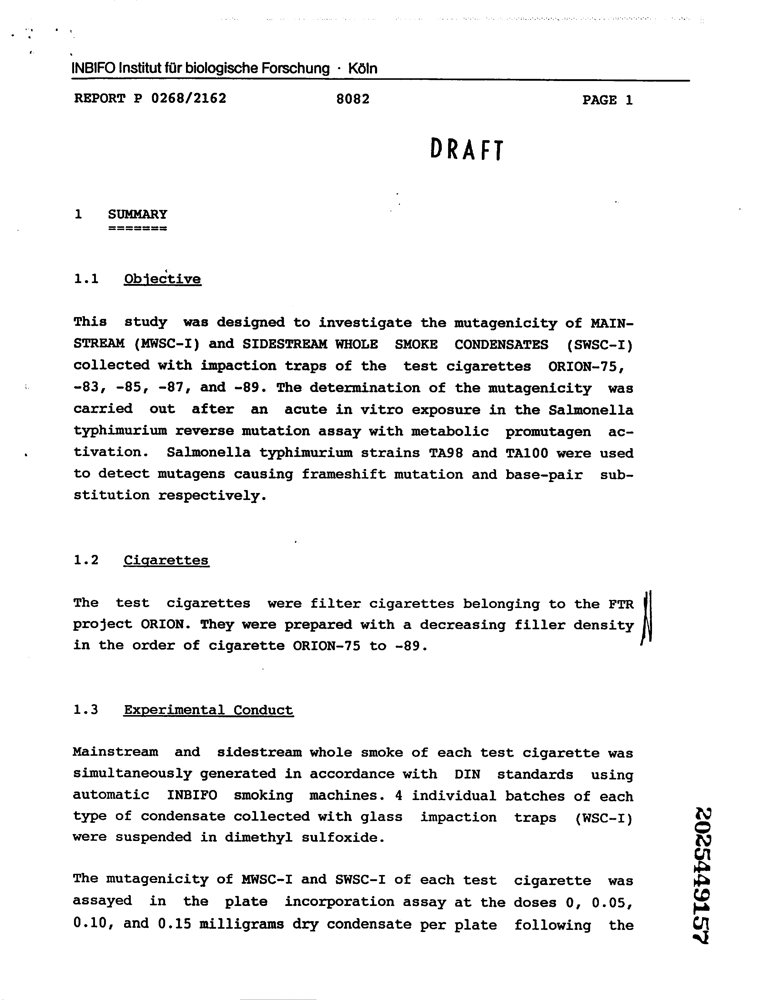 INBIFO Institut für biologische Forschung · Köln
REPORT P 0268/2162 8082 PAGE 1
DRAFT
1 SUMMARY
=======
1.1 Objective
This study was designed to investigate the mutagenicity of MAIN-
STREAM (MWSC-I) and SIDESTREAM WHOLE SMOKE CONDENSATES (SWSC-I)
collected with impaction traps of the test cigarettes ORION-75,
-83, -85, -87, and -89. The determination of the mutagenicity was
carried out after an acute in vitro exposure in the Salmonella
typhimurium reverse mutation assay with metabolic promutagen ac-
tivation. Salmonella typhimurium strains TA98 and TA100 were used
to detect mutagens causing frameshift mutation and base-pair sub-
stitution respectively.
1.2 Cigarettes
The test cigarettes were filter cigarettes belonging to the FTR
project ORION. They were prepared with a decreasing filler density
in the order of cigarette ORION-75 to -89.
1.3 Experimental Conduct
Mainstream and sidestream whole smoke of each test cigarette was
simultaneously generated in accordance with DIN standards using
automatic INBIFO smoking machines. 4 individual batches of each
type of condensate collected with glass impaction traps (WSC-I)
were suspended in dimethyl sulfoxide.
The mutagenicity of MWSC-I and SWSC-I of each test cigarette was
assayed in the plate incorporation assay at the doses 0, 0.05,
0.10, and 0.15 milligrams dry condensate per plate following the
2025449157